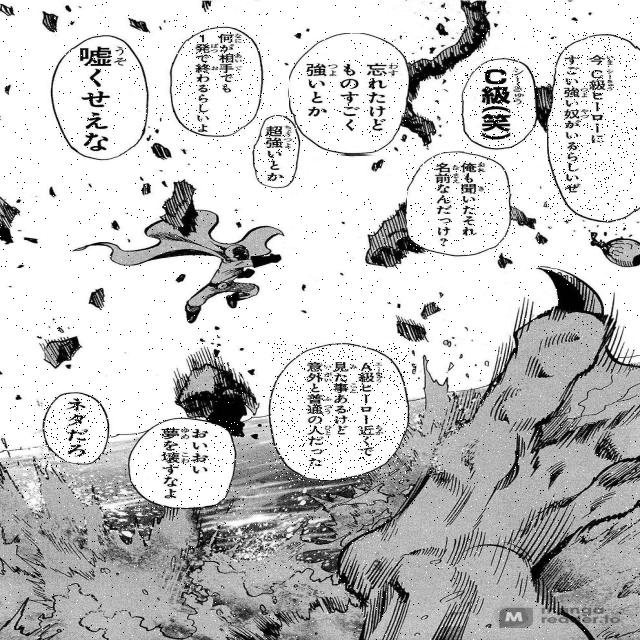 今C級ヒーローに
すごい強い奴がいるらしいぜ
C級(笑)
俺も聞いたそれ
名前なんだっけ?
忘れたけど
ものすごく
強いとか
超強いとか
何が相手でも
1発で終わるらしいよ
嘘くせえな
A級ヒーロー近くで
見た事あるけど
意外と普通の人だった
おいおい
夢を壊すなよ
ネタだろ
manga
reader.to